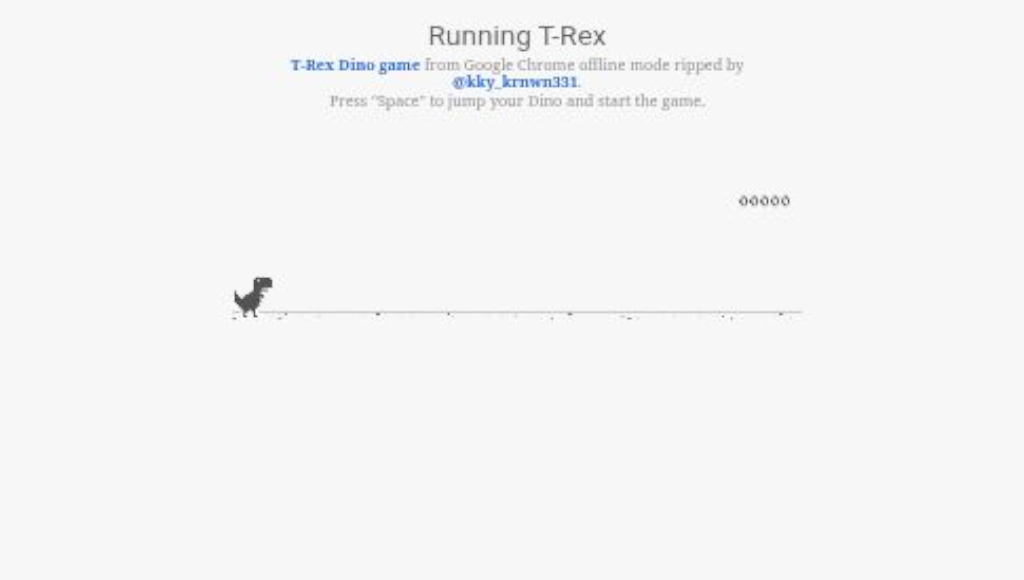 Running T-Rex
T-Rex Dino game from Google Chrome offline mode ripped by
@kky_krnwn331.
Press "Space" to jump your Dino and start the game.
00000